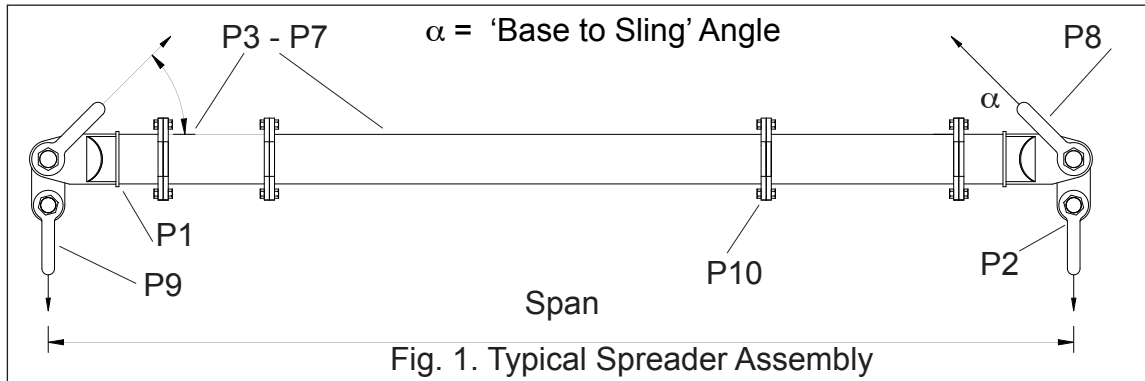 α = ‘Base to Sling’ Angle
P3 - P7
P8
α
P1
P9
P10
P2
Span
Fig. 1. Typical Spreader Assembly